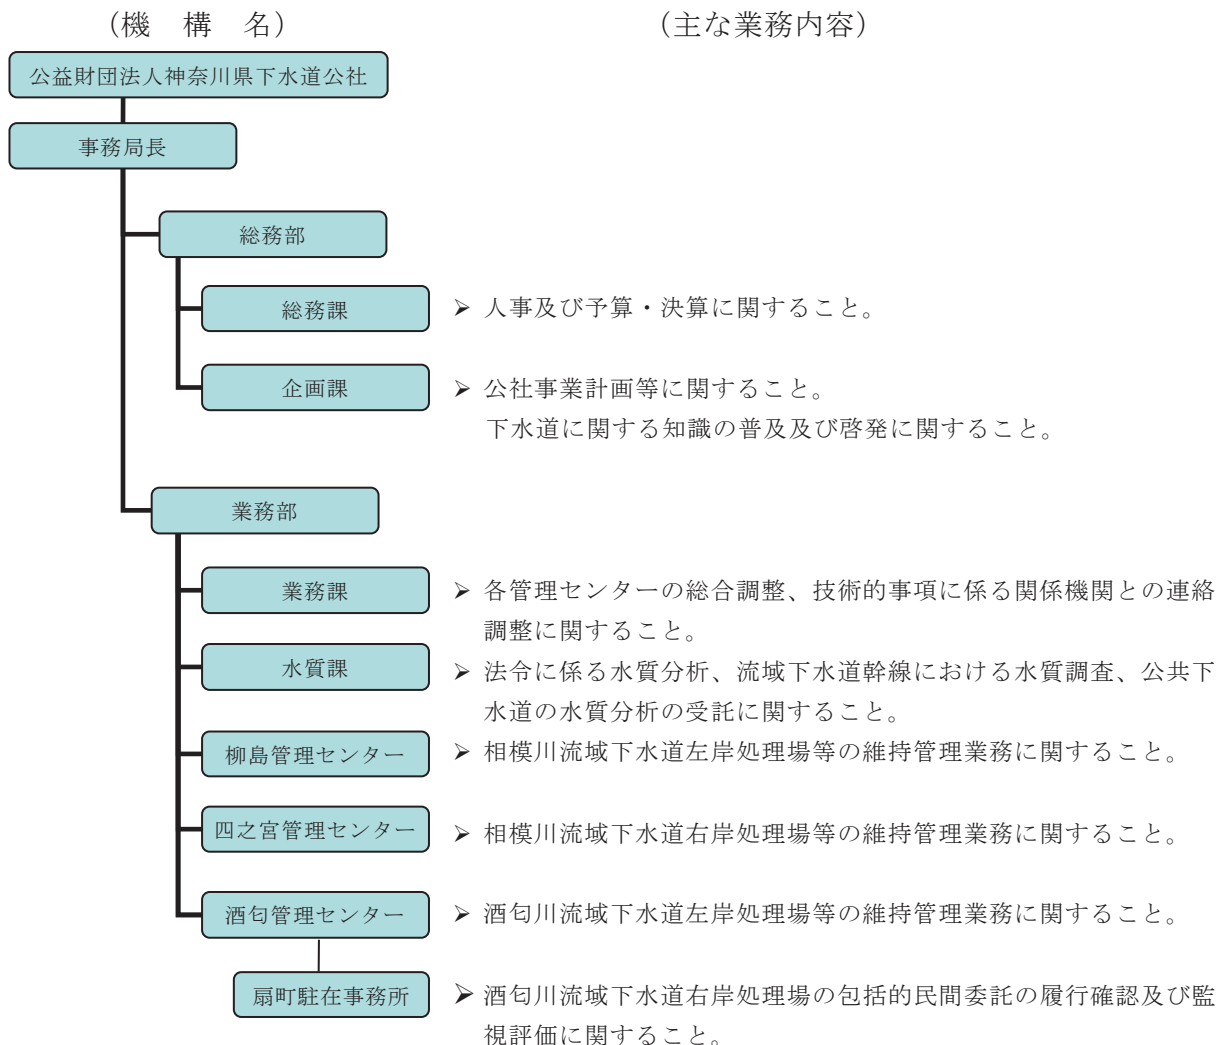 （機　構　名）
（主な業務内容）
公益財団法人神奈川県下水道公社
事務局長
総務部
総務課
➢ 人事及び予算・決算に関すること。
企画課
➢ 公社事業計画等に関すること。
下水道に関する知識の普及及び啓発に関すること。
業務部
業務課
➢ 各管理センターの総合調整、技術的事項に係る関係機関との連絡
調整に関すること。
水質課
➢ 法令に係る水質分析、流域下水道幹線における水質調査、公共下
水道の水質分析の受託に関すること。
柳島管理センター
➢ 相模川流域下水道左岸処理場等の維持管理業務に関すること。
四之宮管理センター
➢ 相模川流域下水道右岸処理場等の維持管理業務に関すること。
酒匂管理センター
➢ 酒匂川流域下水道左岸処理場等の維持管理業務に関すること。
扇町駐在事務所
➢ 酒匂川流域下水道右岸処理場の包括的民間委託の履行確認及び監
視評価に関すること。